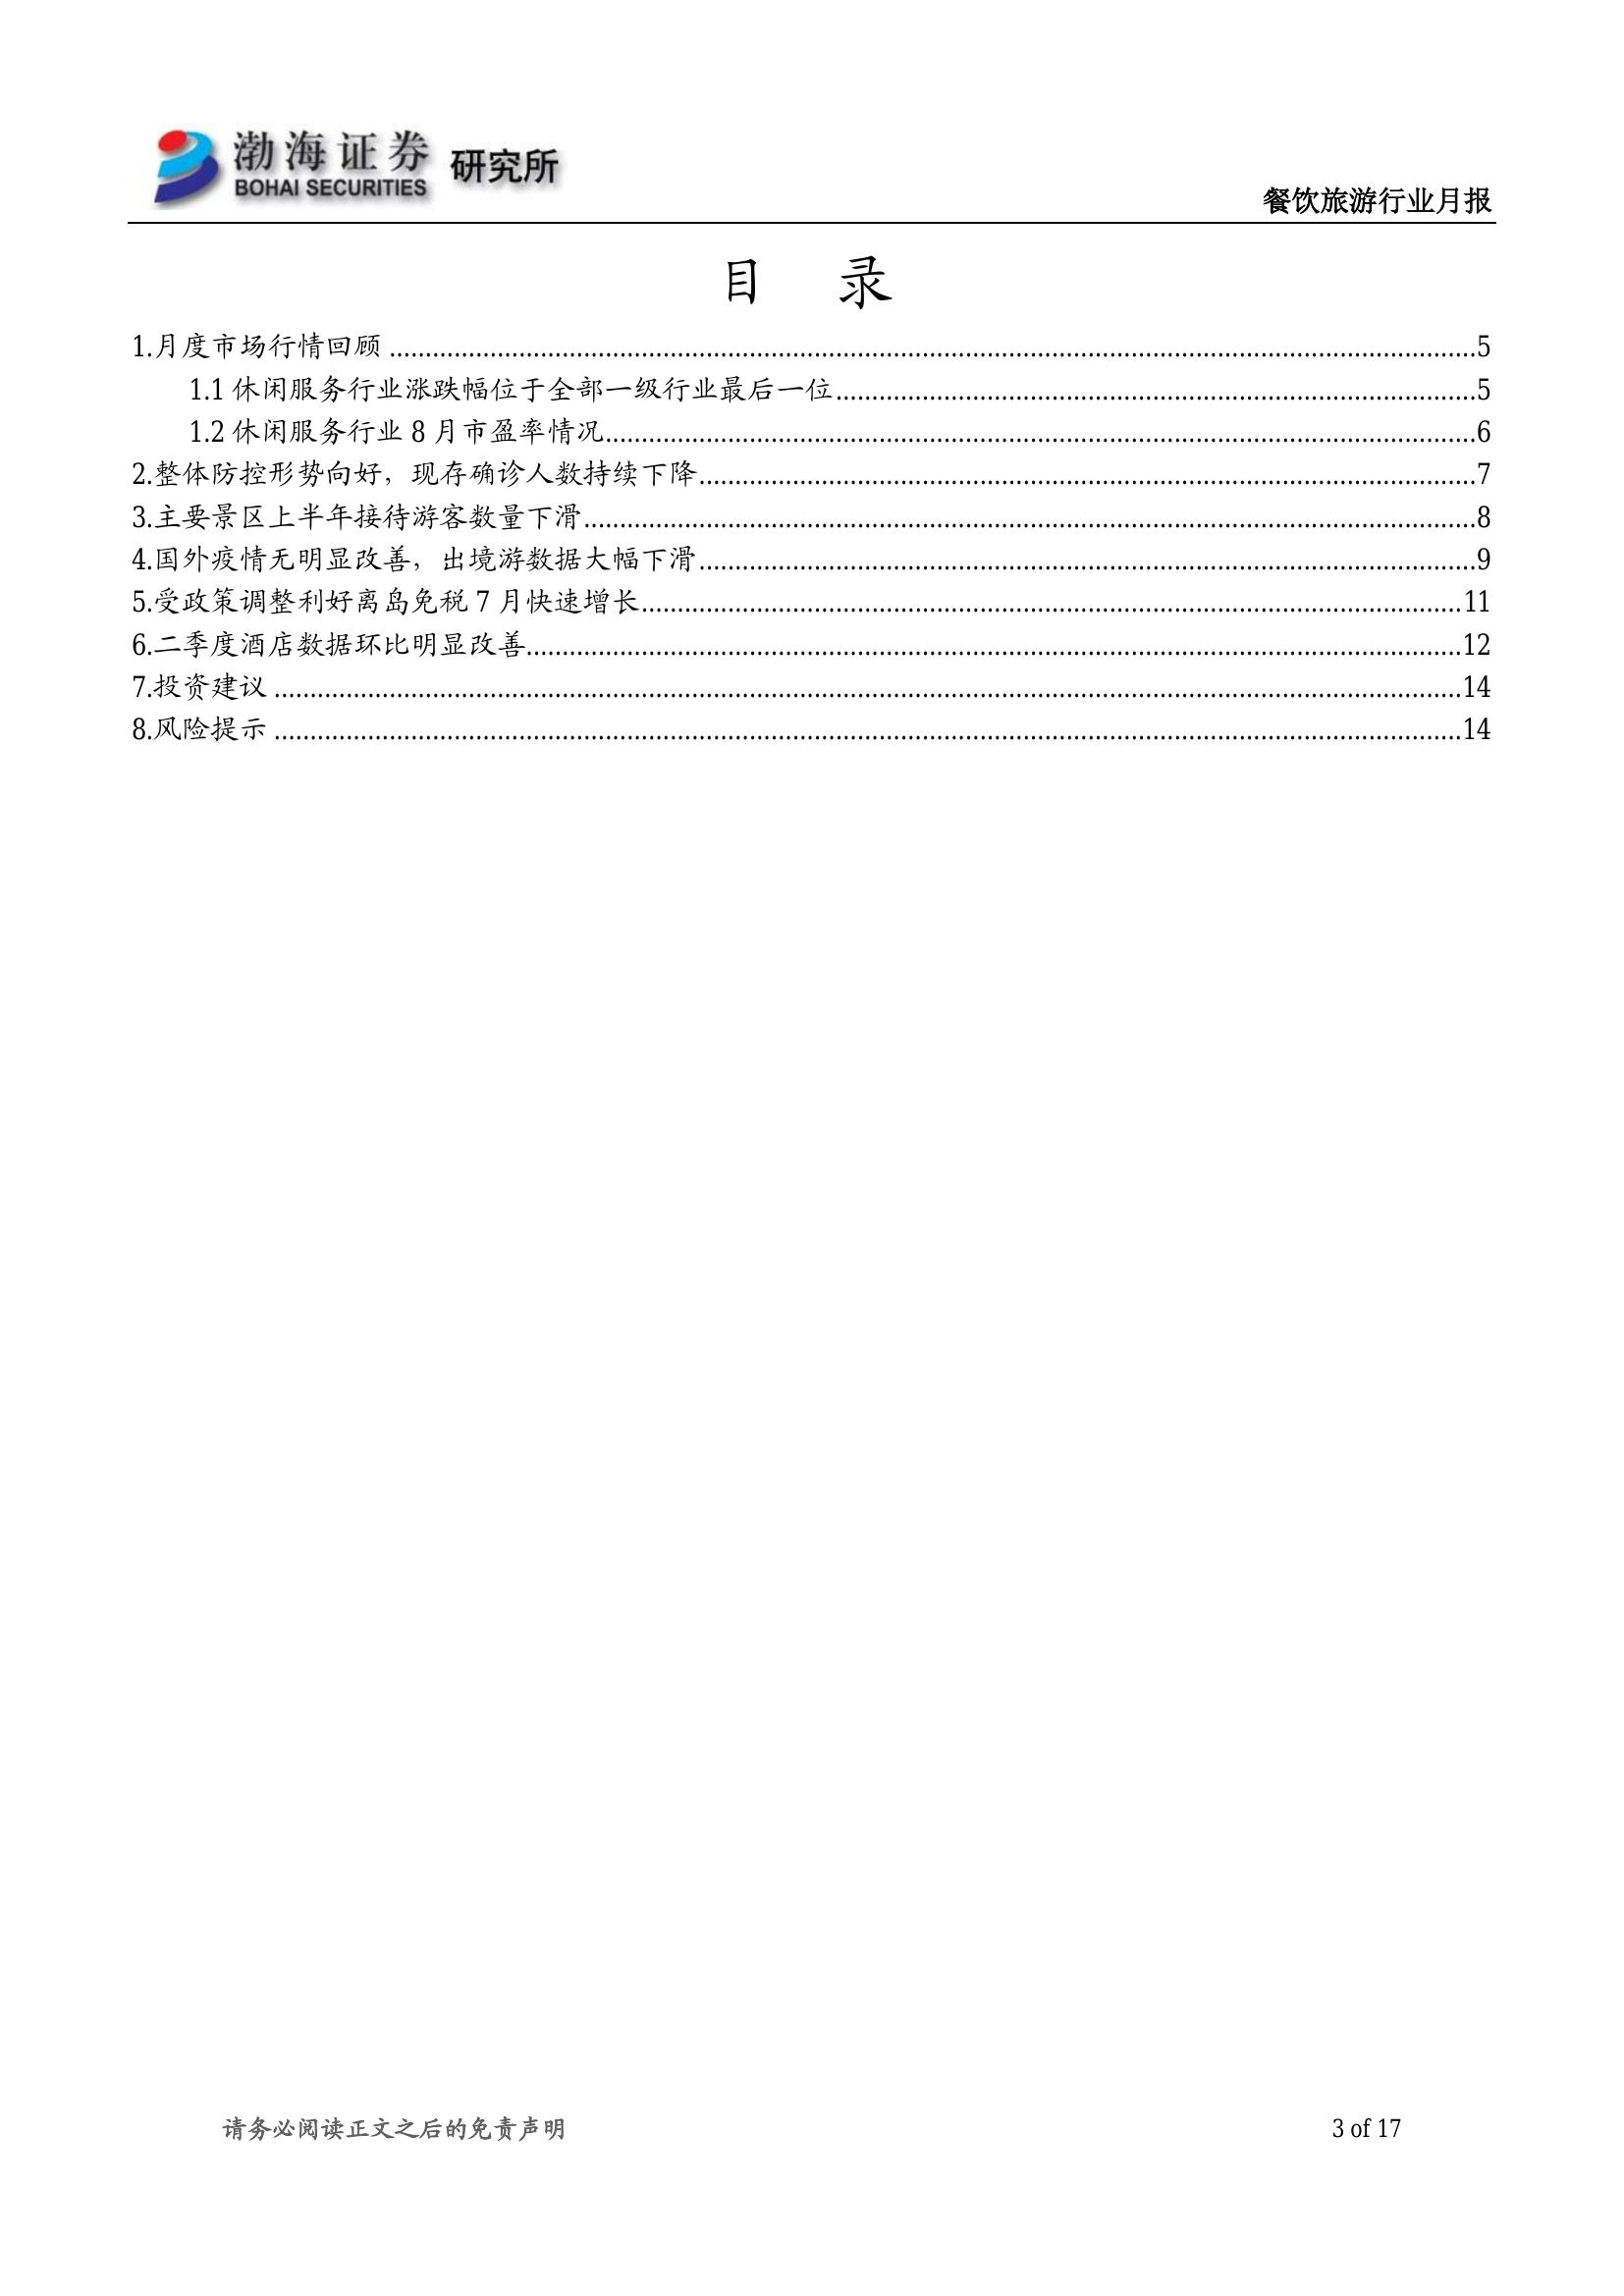 渤海证券 研究所
BOHAI SECURITIES
餐饮旅游行业月报
目 录
1.月度市场行情回顾 ........................................................ 5
1.1 休闲服务行业涨跌幅位于全部一级行业最后一位 ........................................................ 5
1.2 休闲服务行业 8 月市盈率情况 ........................................................ 6
2.整体防控形势向好，现存确诊人数持续下降 ........................................................ 7
3.主要景区上半年接待游客数量下滑 ........................................................ 8
4.国外疫情无明显改善，出境游数据大幅下滑 ........................................................ 9
5.受政策调整利好离岛免税 7 月快速增长 ........................................................ 11
6.二季度酒店数据环比明显改善 ........................................................ 12
7.投资建议 ........................................................ 14
8.风险提示 ........................................................ 14
请务必阅读正文之后的免责声明
3 of 17